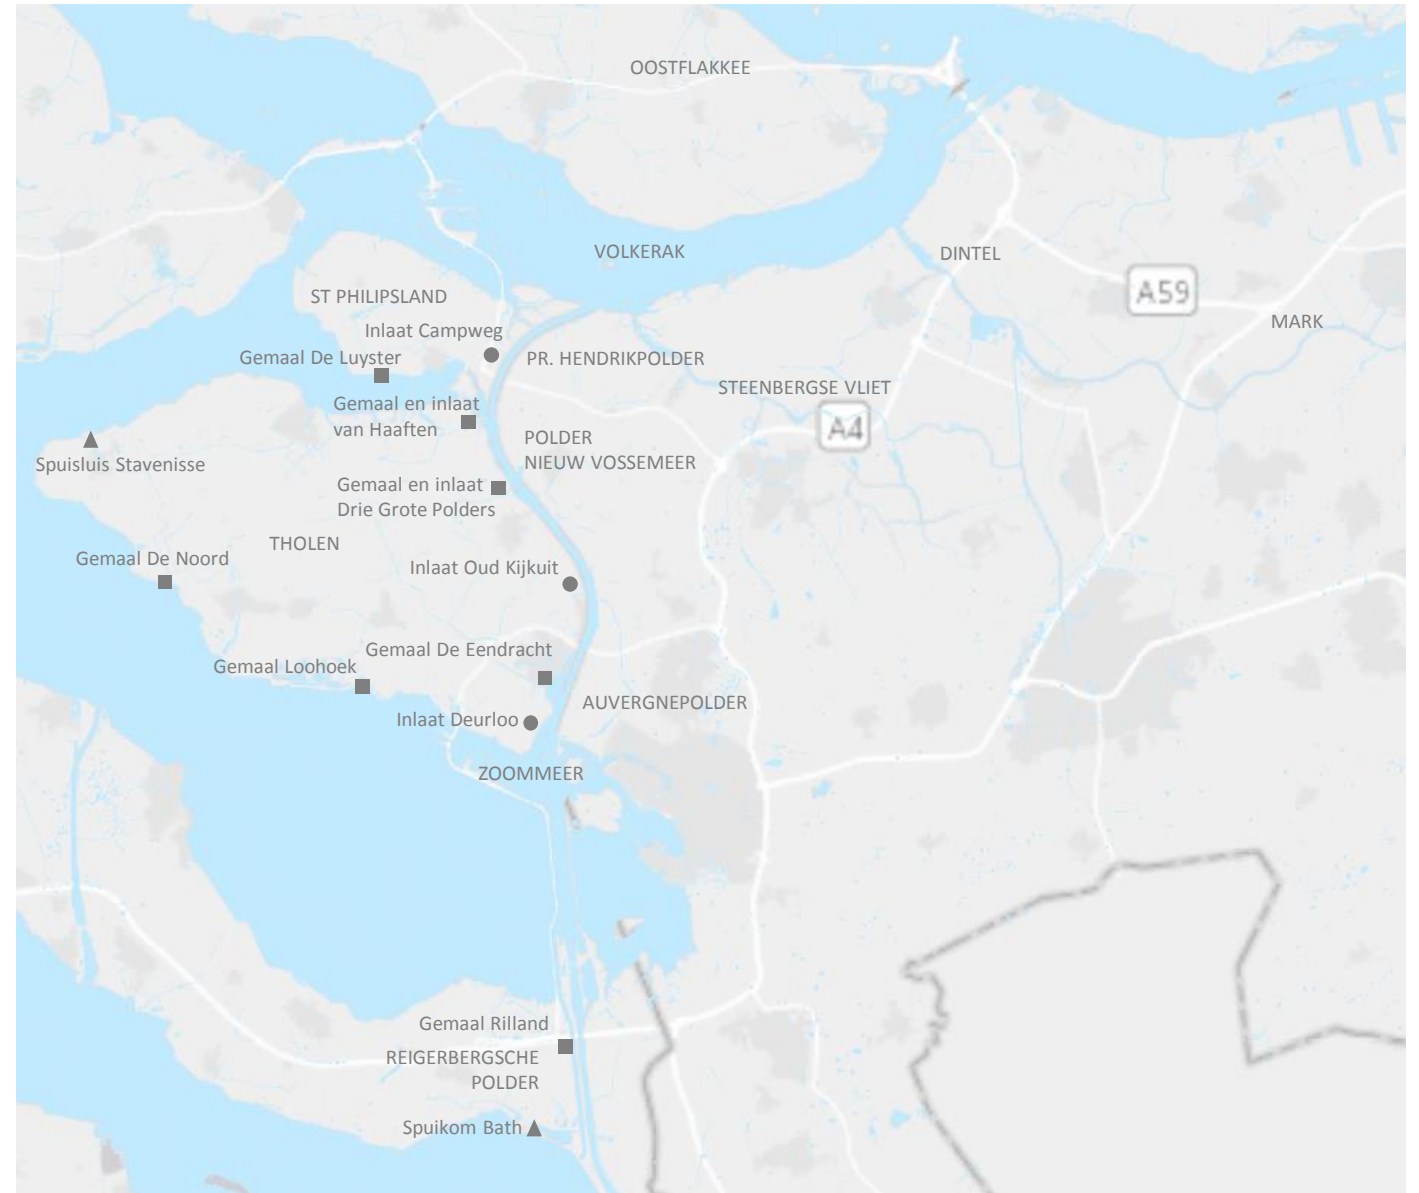 OOSTFLAKKEE
VOLKERAK
DINTEL
A59
ST PHILIPSLAND
MARK
Inlaat Campweg
Gemaal De Luyster
PR. HENDRIKPOLDER
STEENBERGSE VLIET
Gemaal en inlaat
van Haaften
A4
POLDER
NIEUW VOSSEMEER
Spuisluis Stavenisse
Gemaal en inlaat
Drie Grote Polders
THOLEN
Gemaal De Noord
Inlaat Oud Kijkuit
Gemaal De Eendracht
Gemaal Loohoek
AUVERGNEPOLDER
Inlaat Deurloo
ZOOMMEER
Gemaal Rilland
REIGERBERGSCHE
POLDER
Spuikom Bath